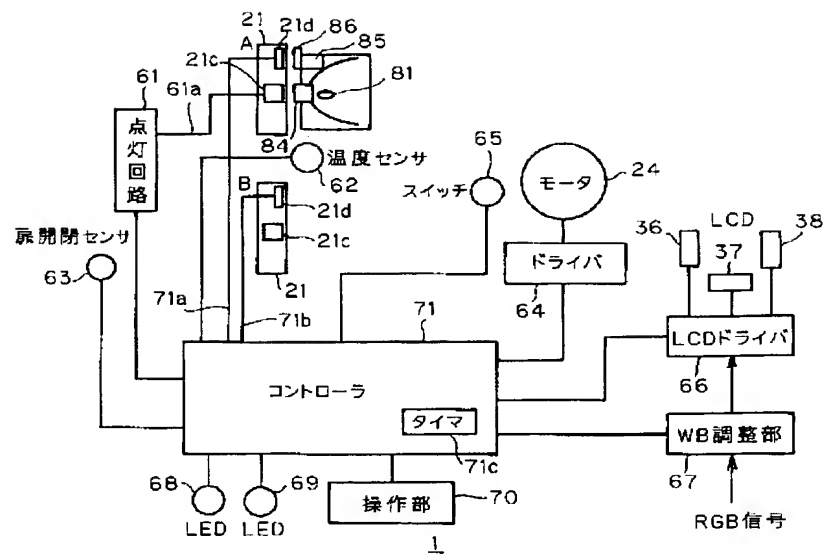 21
21d
86
85
A
21c
81
61
61a
点灯回路
84
温度センサ
62
65
スイッチ
モータ
24
B
21d
21c
21
扉開閉センサ
63
ドライバ
64
36
LCD
37
38
71a
71b
71
LCDドライバ
66
コントローラ
タイマ
71c
WB調整部
67
68
69
LED
LED
操作部
70
RGB信号
1